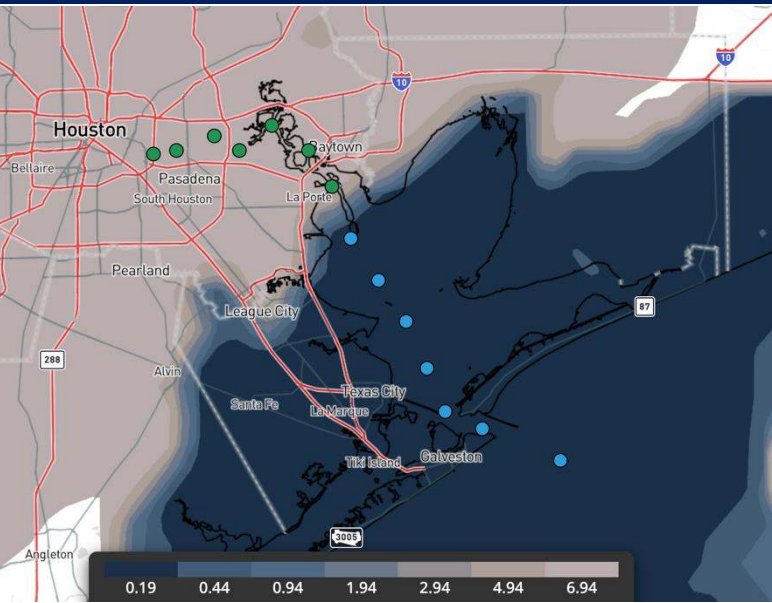 10
10
Houston
Baytown
Bellaire
Pasadena
South Houston
La Porte
Pearland
League City
87
288
Alvin
Texas City
Santa Fe
La Marque
Tiki Island
Galveston
3005
Angleton
0.19 0.44 0.94 1.94 2.94 4.94 6.94